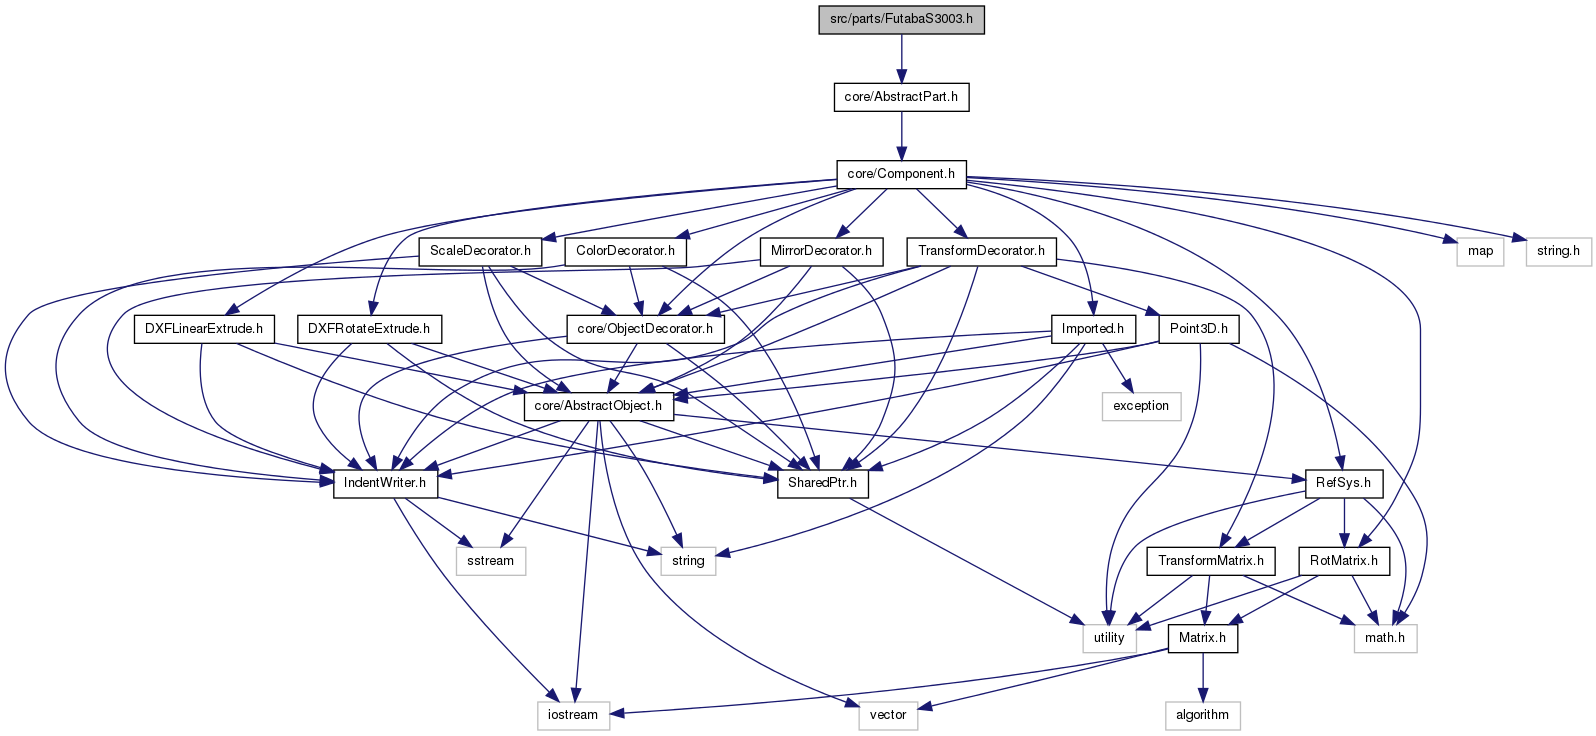 src/parts/FutabaS3003.h
core/AbstractPart.h
core/Component.h
ScaleDecorator.h
ColorDecorator.h
MirrorDecorator.h
TransformDecorator.h
map
string.h
DXFLinearExtrude.h
DXFRotateExtrude.h
core/ObjectDecorator.h
Imported.h
Point3D.h
core/AbstractObject.h
exception
IndentWriter.h
SharedPtr.h
RefSys.h
sstream
string
TransformMatrix.h
RotMatrix.h
utility
Matrix.h
math.h
iostream
vector
algorithm